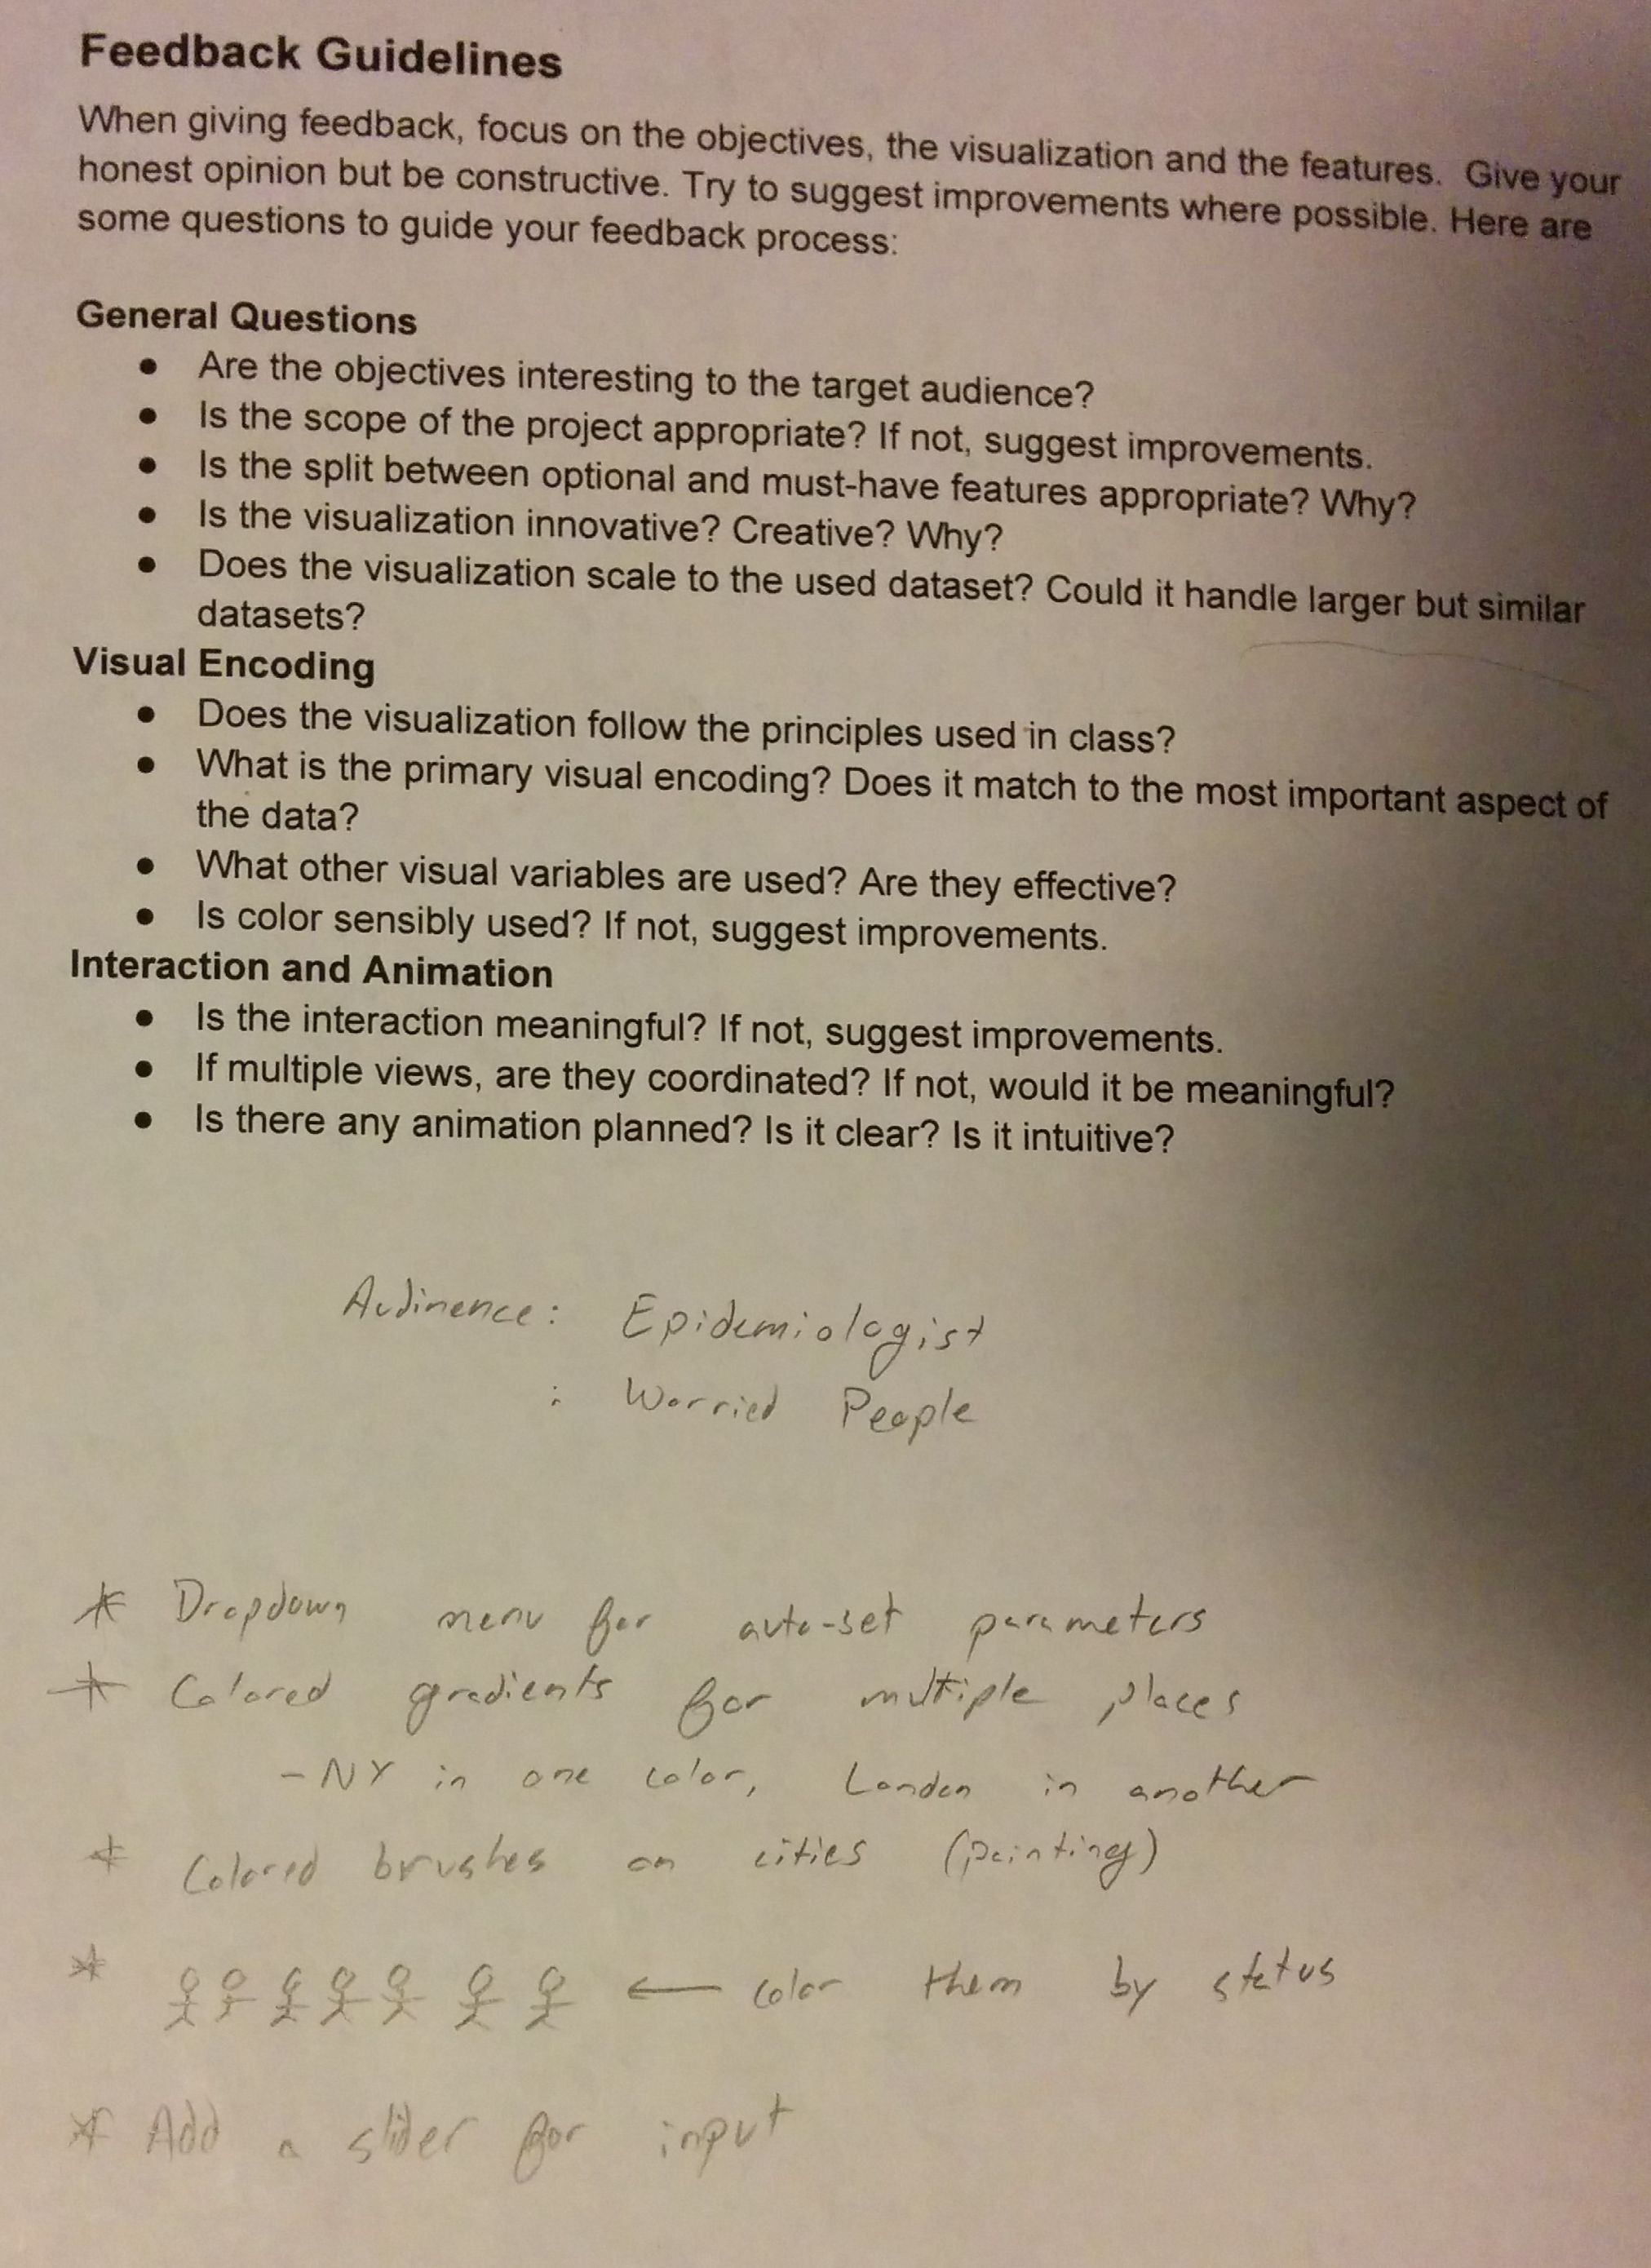 Feedback Guidelines
When giving feedback, focus on the objectives, the visualization and the features. Give your
honest opinion but be constructive. Try to suggest improvements where possible. Here are
some questions to guide your feedback process:
General Questions
• Are the objectives interesting to the target audience?
• Is the scope of the project appropriate? If not, suggest improvements.
• Is the split between optional and must-have features appropriate? Why?
• Is the visualization innovative? Creative? Why?
• Does the visualization scale to the used dataset? Could it handle larger but similar
datasets?
Visual Encoding
• Does the visualization follow the principles used in class?
• What is the primary visual encoding? Does it match to the most important aspect of
the data?
• What other visual variables are used? Are they effective?
• Is color sensibly used? If not, suggest improvements.
Interaction and Animation
• Is the interaction meaningful? If not, suggest improvements.
• If multiple views, are they coordinated? If not, would it be meaningful?
• Is there any animation planned? Is it clear? Is it intuitive?
Audinence: Epidemiologist
: Worried People
* Dropdown menu for auto-set parameters
* Colored gradients for multiple places
- NY in one color, London in another
* Colored brushes on cities (painting)
* ← color them by status
* Add a slider for input